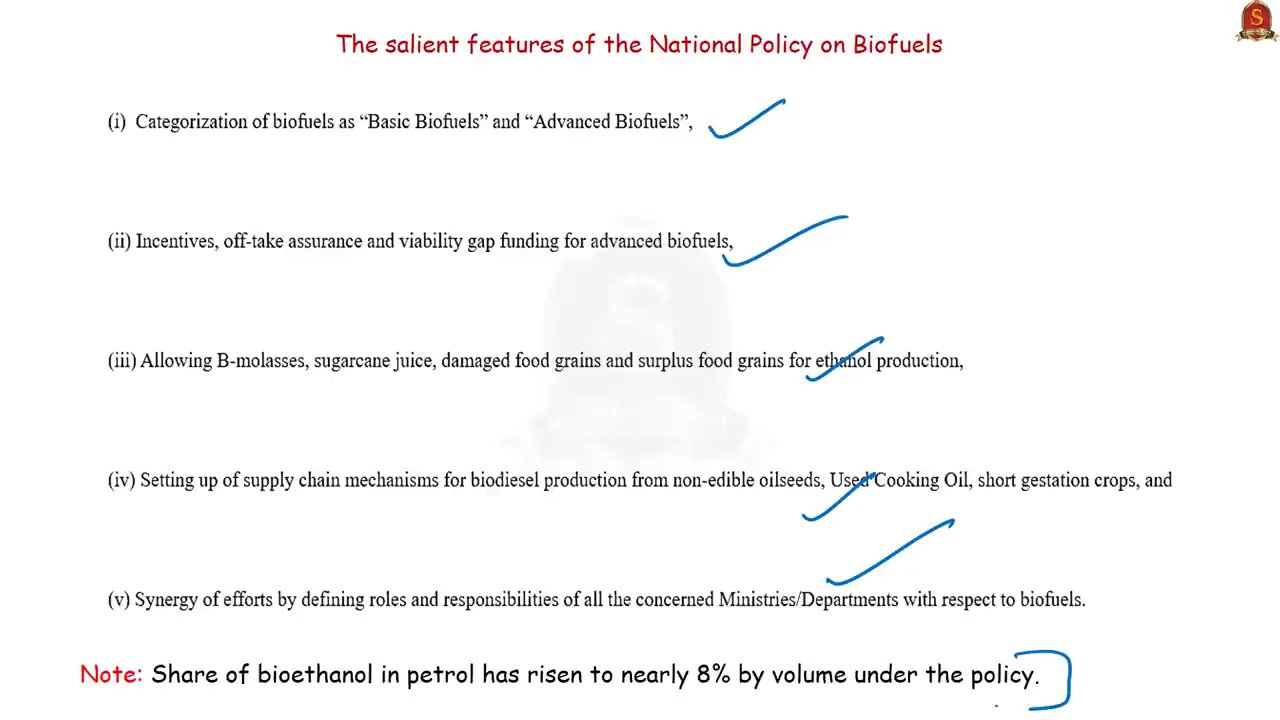 The salient features of the National Policy on Biofuels
S
(i) Categorization of biofuels as “Basic Biofuels” and “Advanced Biofuels”,
(ii) Incentives, off-take assurance and viability gap funding for advanced biofuels,
(iii) Allowing B-molasses, sugarcane juice, damaged food grains and surplus food grains for ethanol production,
(iv) Setting up of supply chain mechanisms for biodiesel production from non-edible oilseeds, Used Cooking Oil, short gestation crops, and
(v) Synergy of efforts by defining roles and responsibilities of all the concerned Ministries/Departments with respect to biofuels.
Note: Share of bioethanol in petrol has risen to nearly 8% by volume under the policy.